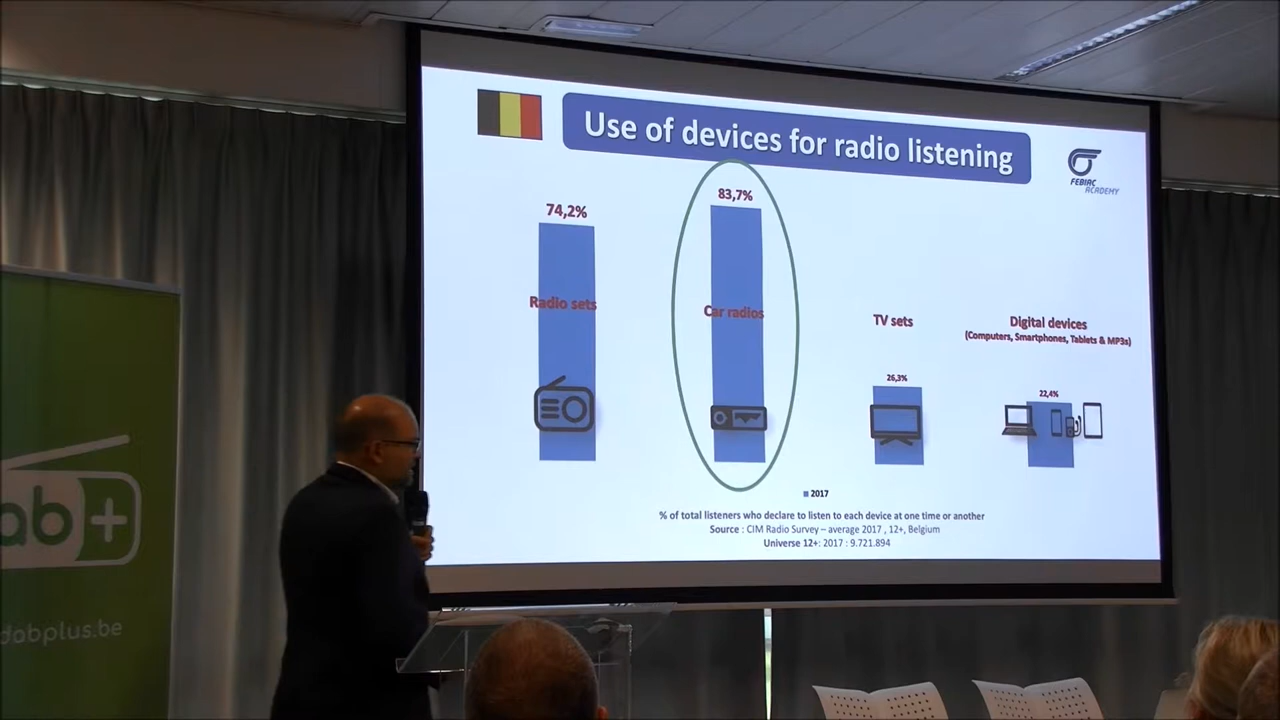 Use of devices for radio listening
FEBIAC
ACADEMY
83,7%
74,2%
Radio sets
Car radios
TV sets
Digital devices
(Computers, Smartphones, Tablets & MP3s)
26,3%
22,4%
2017
% of total listeners who declare to listen to each device at one time or another
Source : CIM Radio Survey – average 2017 , 12+, Belgium
Universe 12+: 2017 : 9.721.894
ab+
dabplus.be